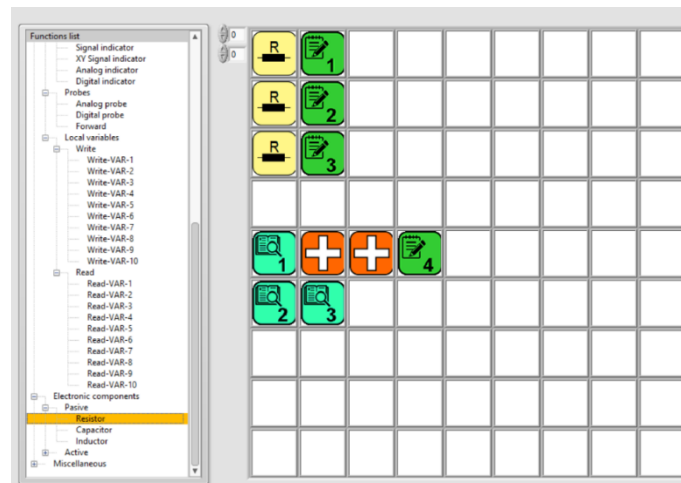 Functions list
Signal indicator
XY Signal indicator
Analog indicator
Digital indicator
Probes
Analog probe
Digital probe
Forward
Local variables
Write
Write-VAR-1
Write-VAR-2
Write-VAR-3
Write-VAR-4
Write-VAR-5
Write-VAR-6
Write-VAR-7
Write-VAR-8
Write-VAR-9
Write-VAR-10
Read
Read-VAR-1
Read-VAR-2
Read-VAR-3
Read-VAR-4
Read-VAR-5
Read-VAR-6
Read-VAR-7
Read-VAR-8
Read-VAR-9
Read-VAR-10
Electronic components
Pasive
Resistor
Capacitor
Inductor
Active
Miscellaneous
0
0
R 1
R 2
R 3
1 4
2 3